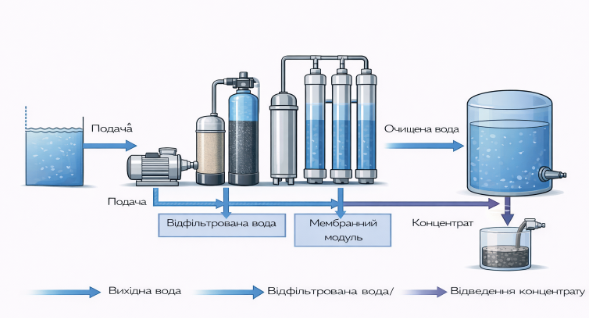 Подача̂
Очищена вода
Подача
Відфільтрована вода
Мембранний
модуль
Концентрат
Вихідна вода
Відфільтрована вода/
Відведення концентрату